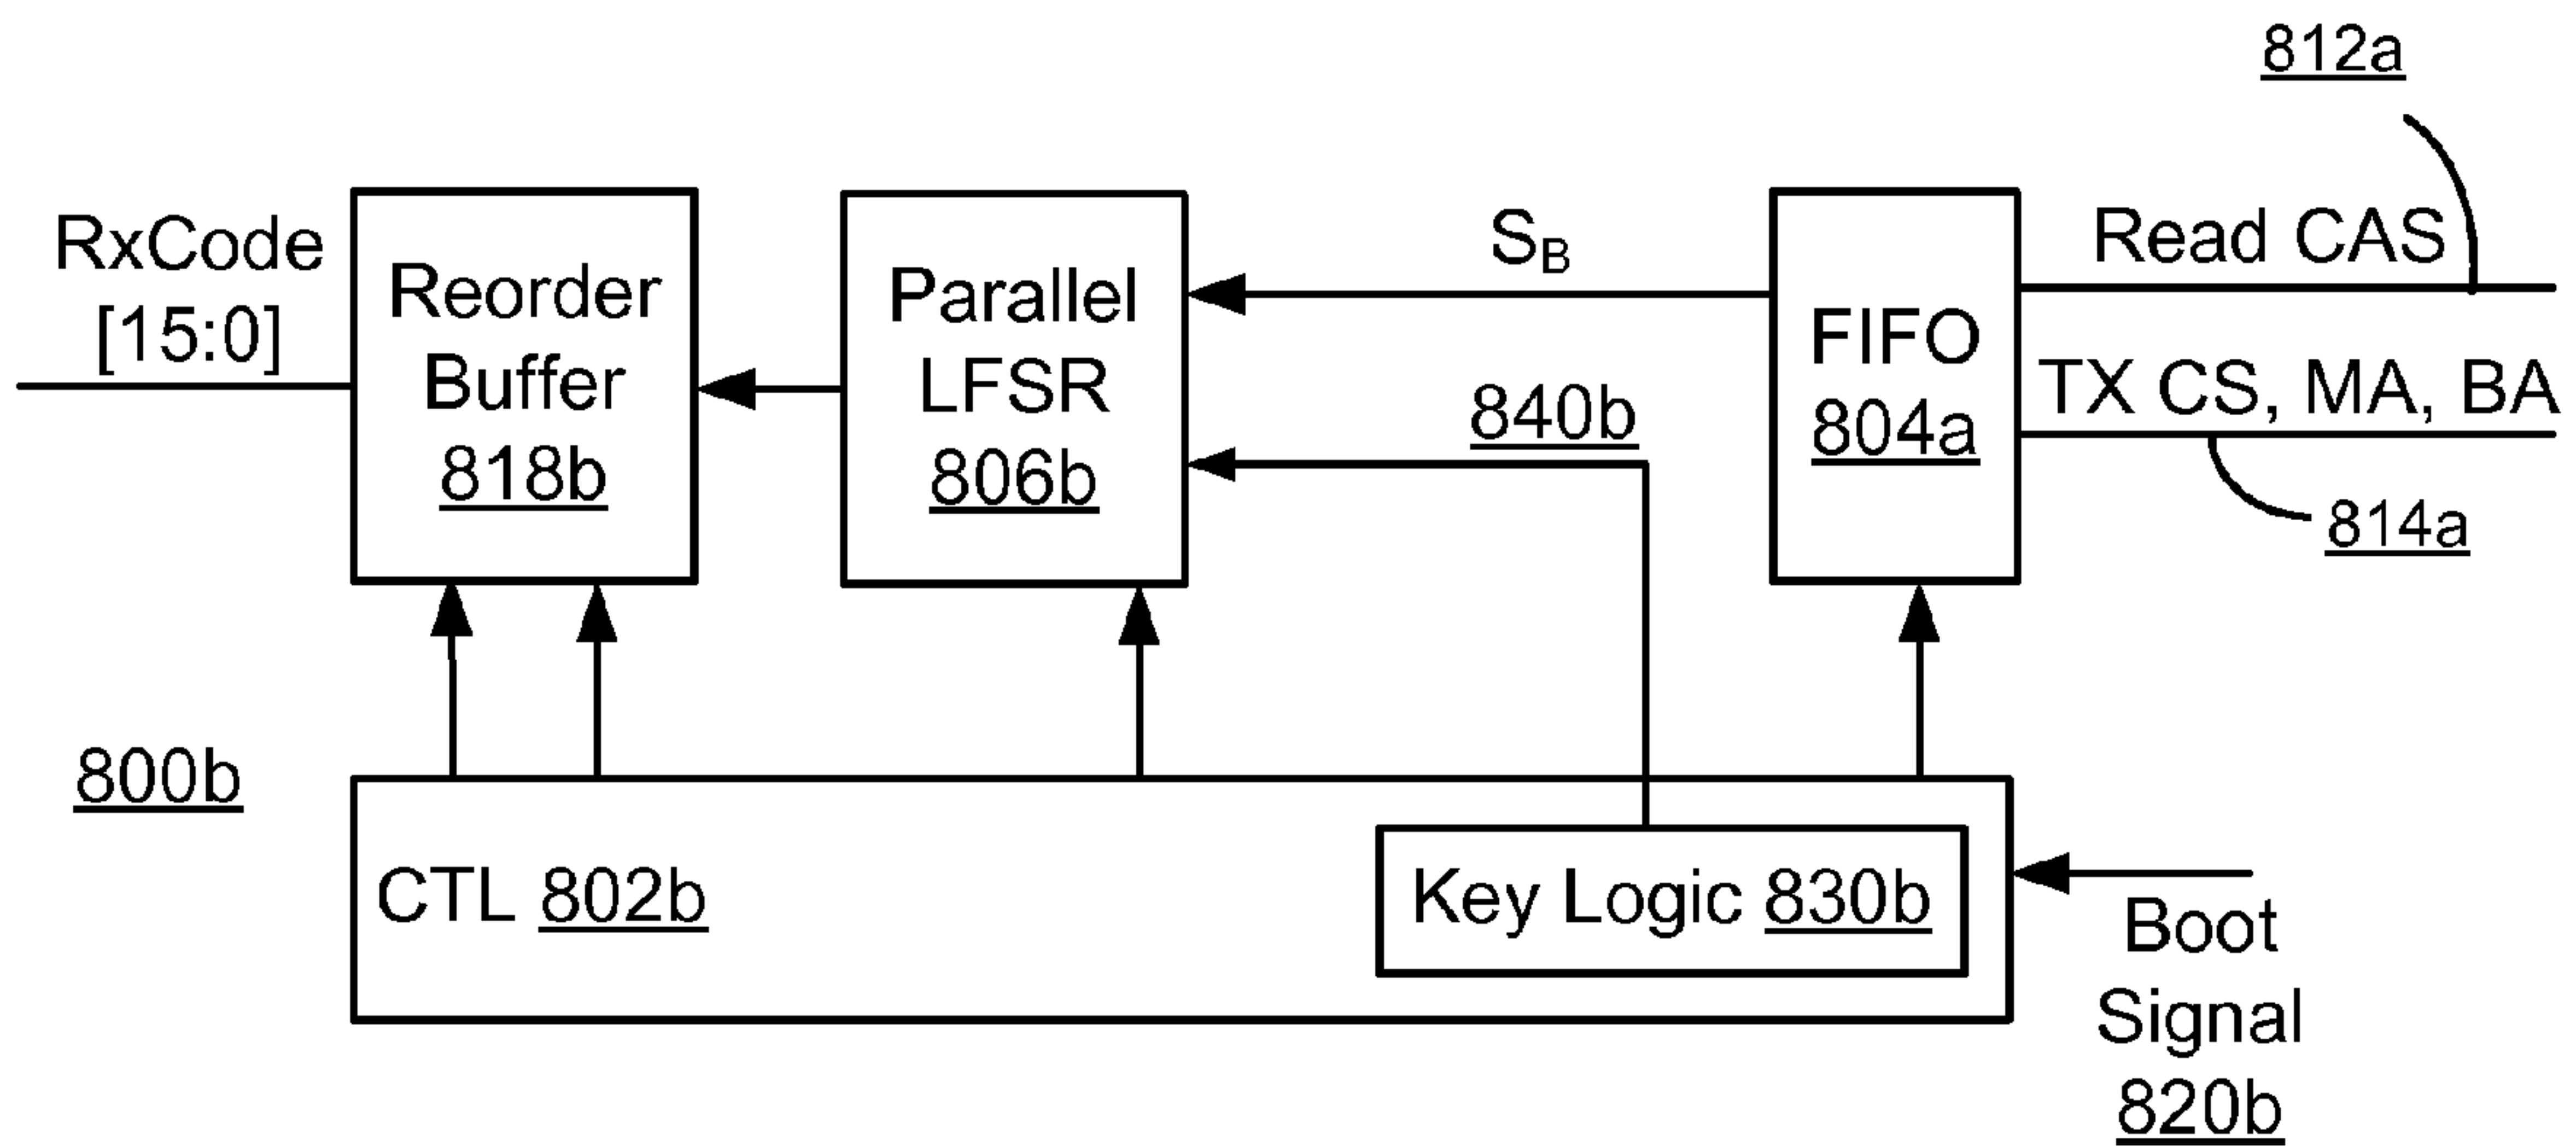 812a
RxCode
[15:0]
Reorder
Buffer
818b
Parallel
LFSR
806b
SB
840b
FIFO
804a
Read CAS
TX CS, MA, BA
814a
800b
CTL 802b
Key Logic 830b
Boot
Signal
820b